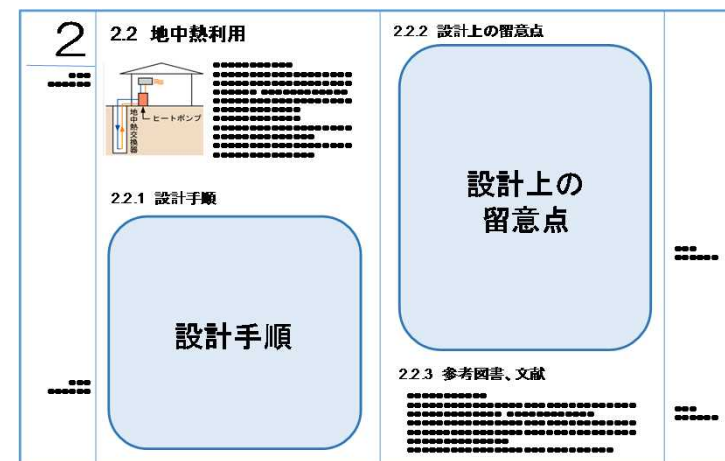 2
2.2 地中熱利用
ヒートポンプ
地中熱交換器
2.2.1 設計手順
設計手順
2.2.2 設計上の留意点
設計上の
留意点
2.2.3 参考図書、文献